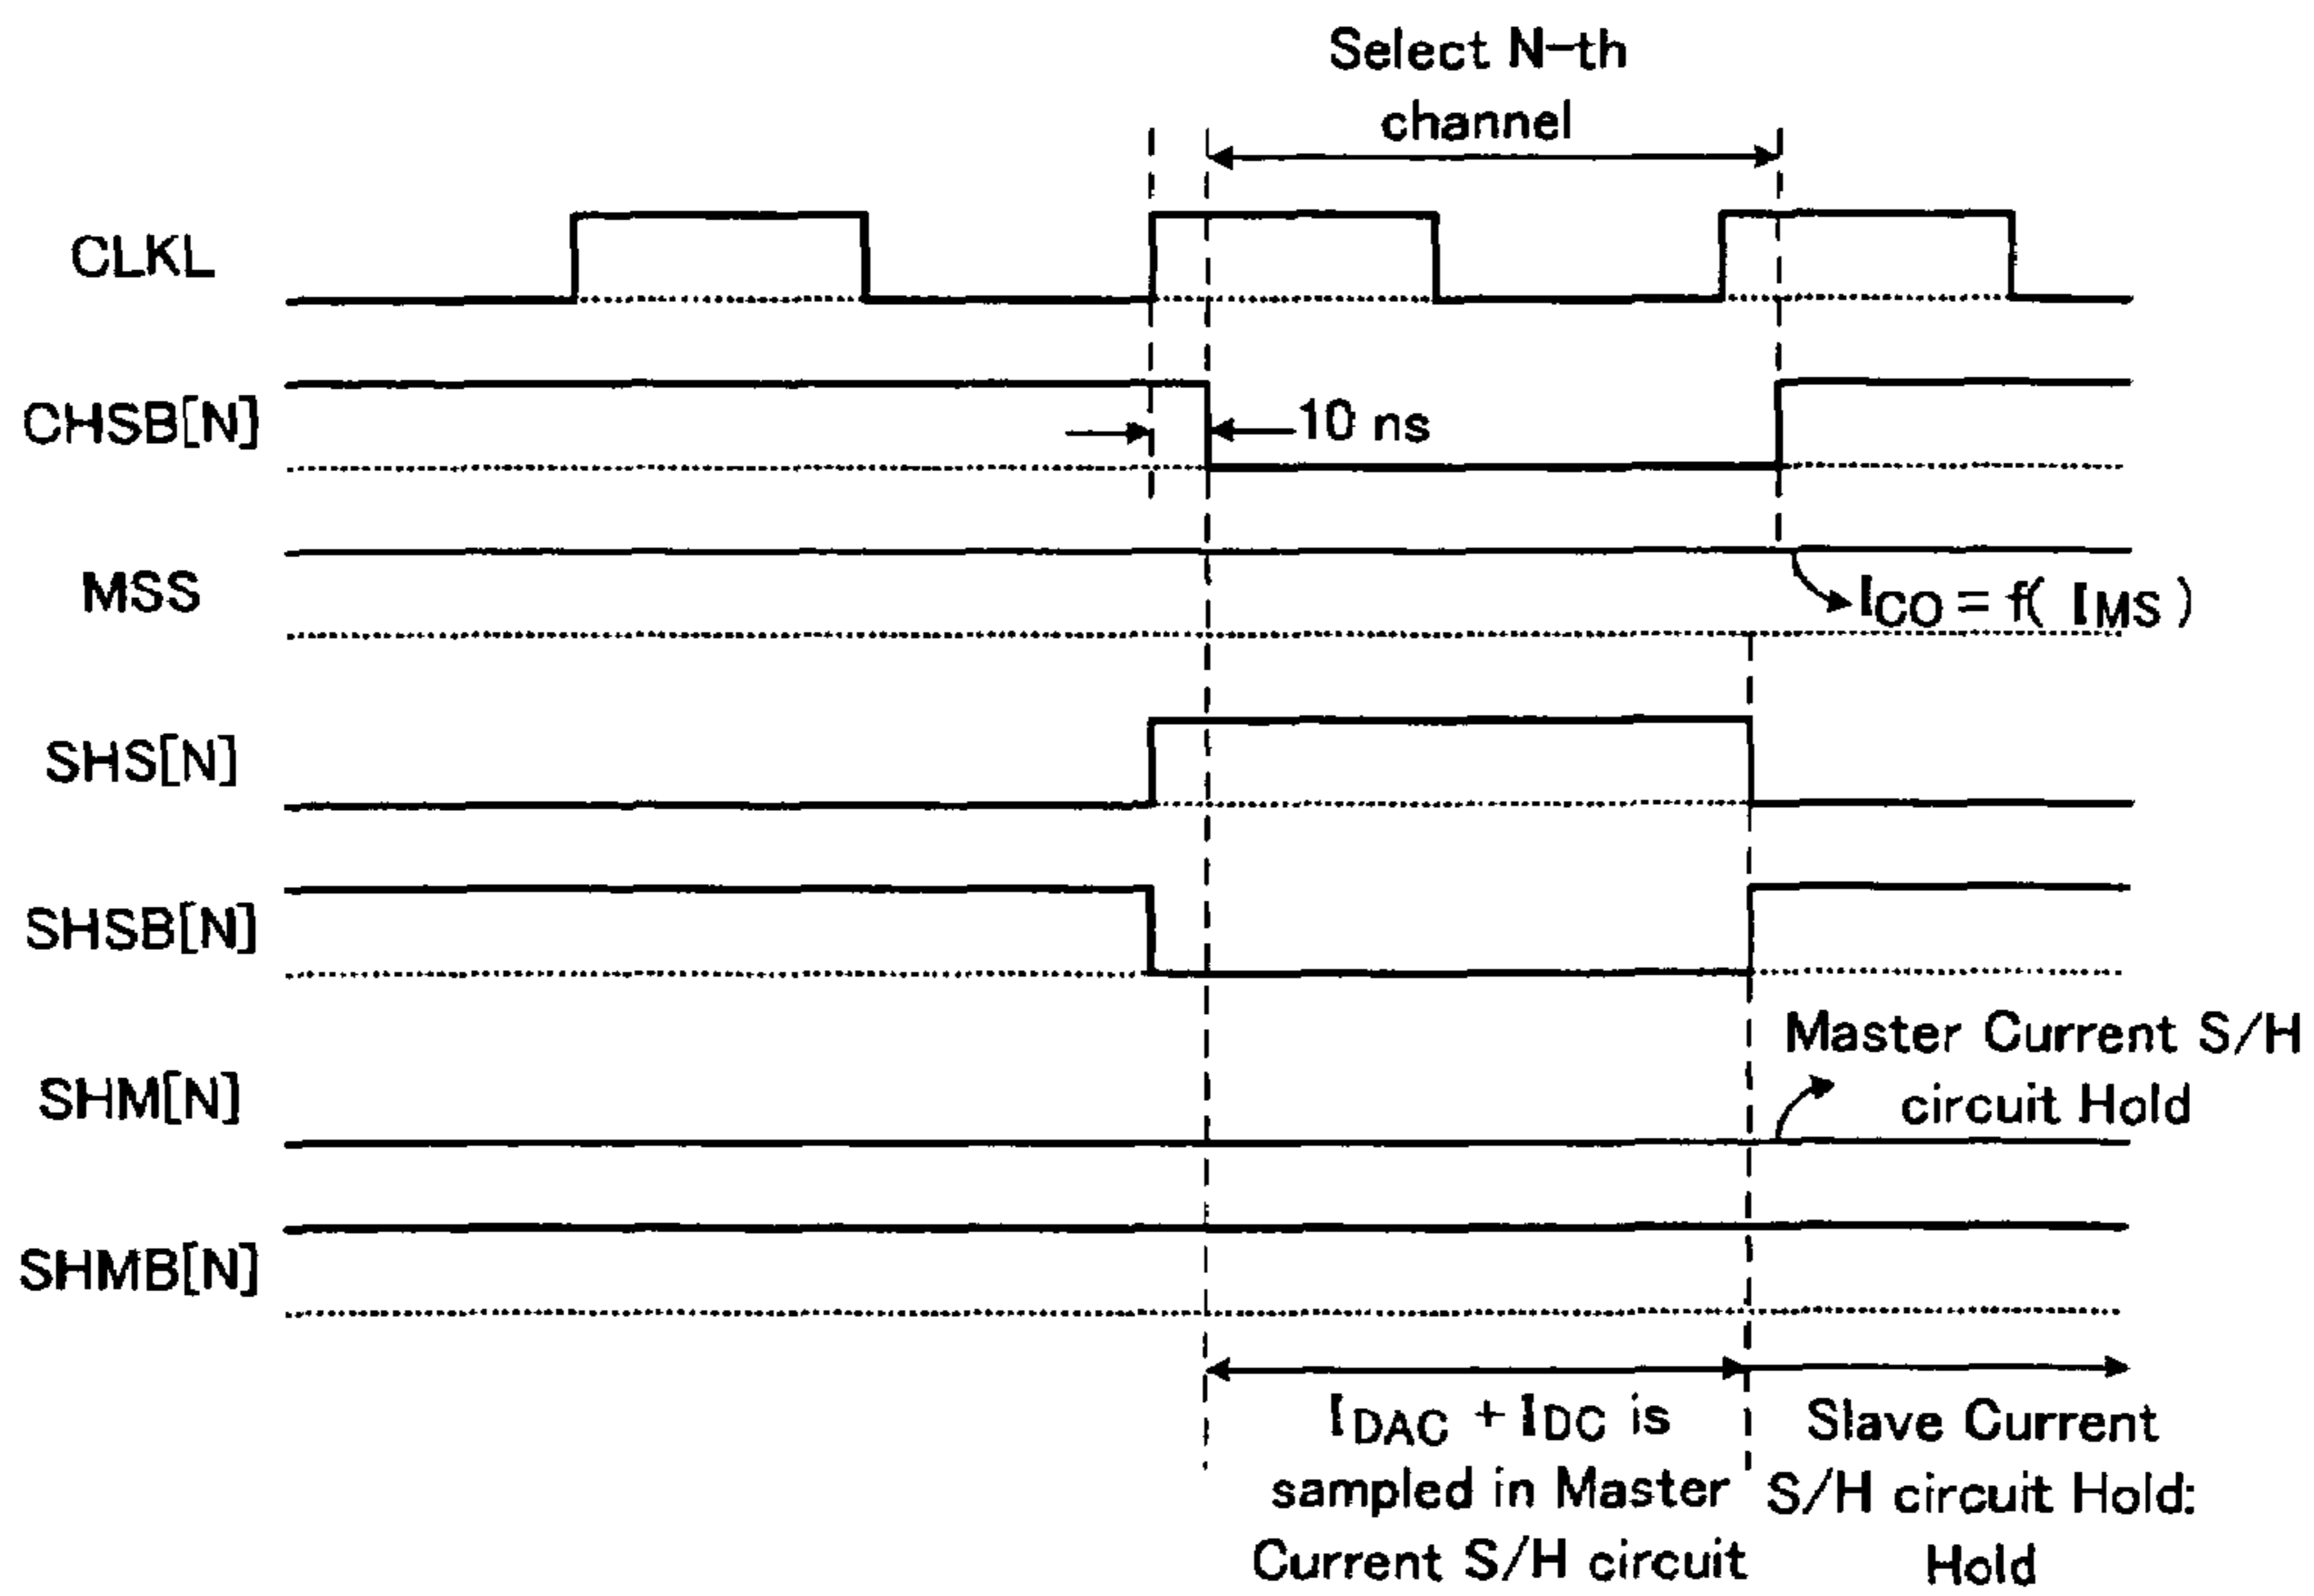 Select N-th
channel
CLKL
CHSB[N]
10 ns
MSS
ICO = f( IMS )
SHS[N]
SHSB[N]
Master Current S/H
circuit Hold
SHM[N]
SHMB[N]
IDAC + IDC is
sampled in Master
Current S/H circuit
Slave Current
S/H circuit Hold:
Hold